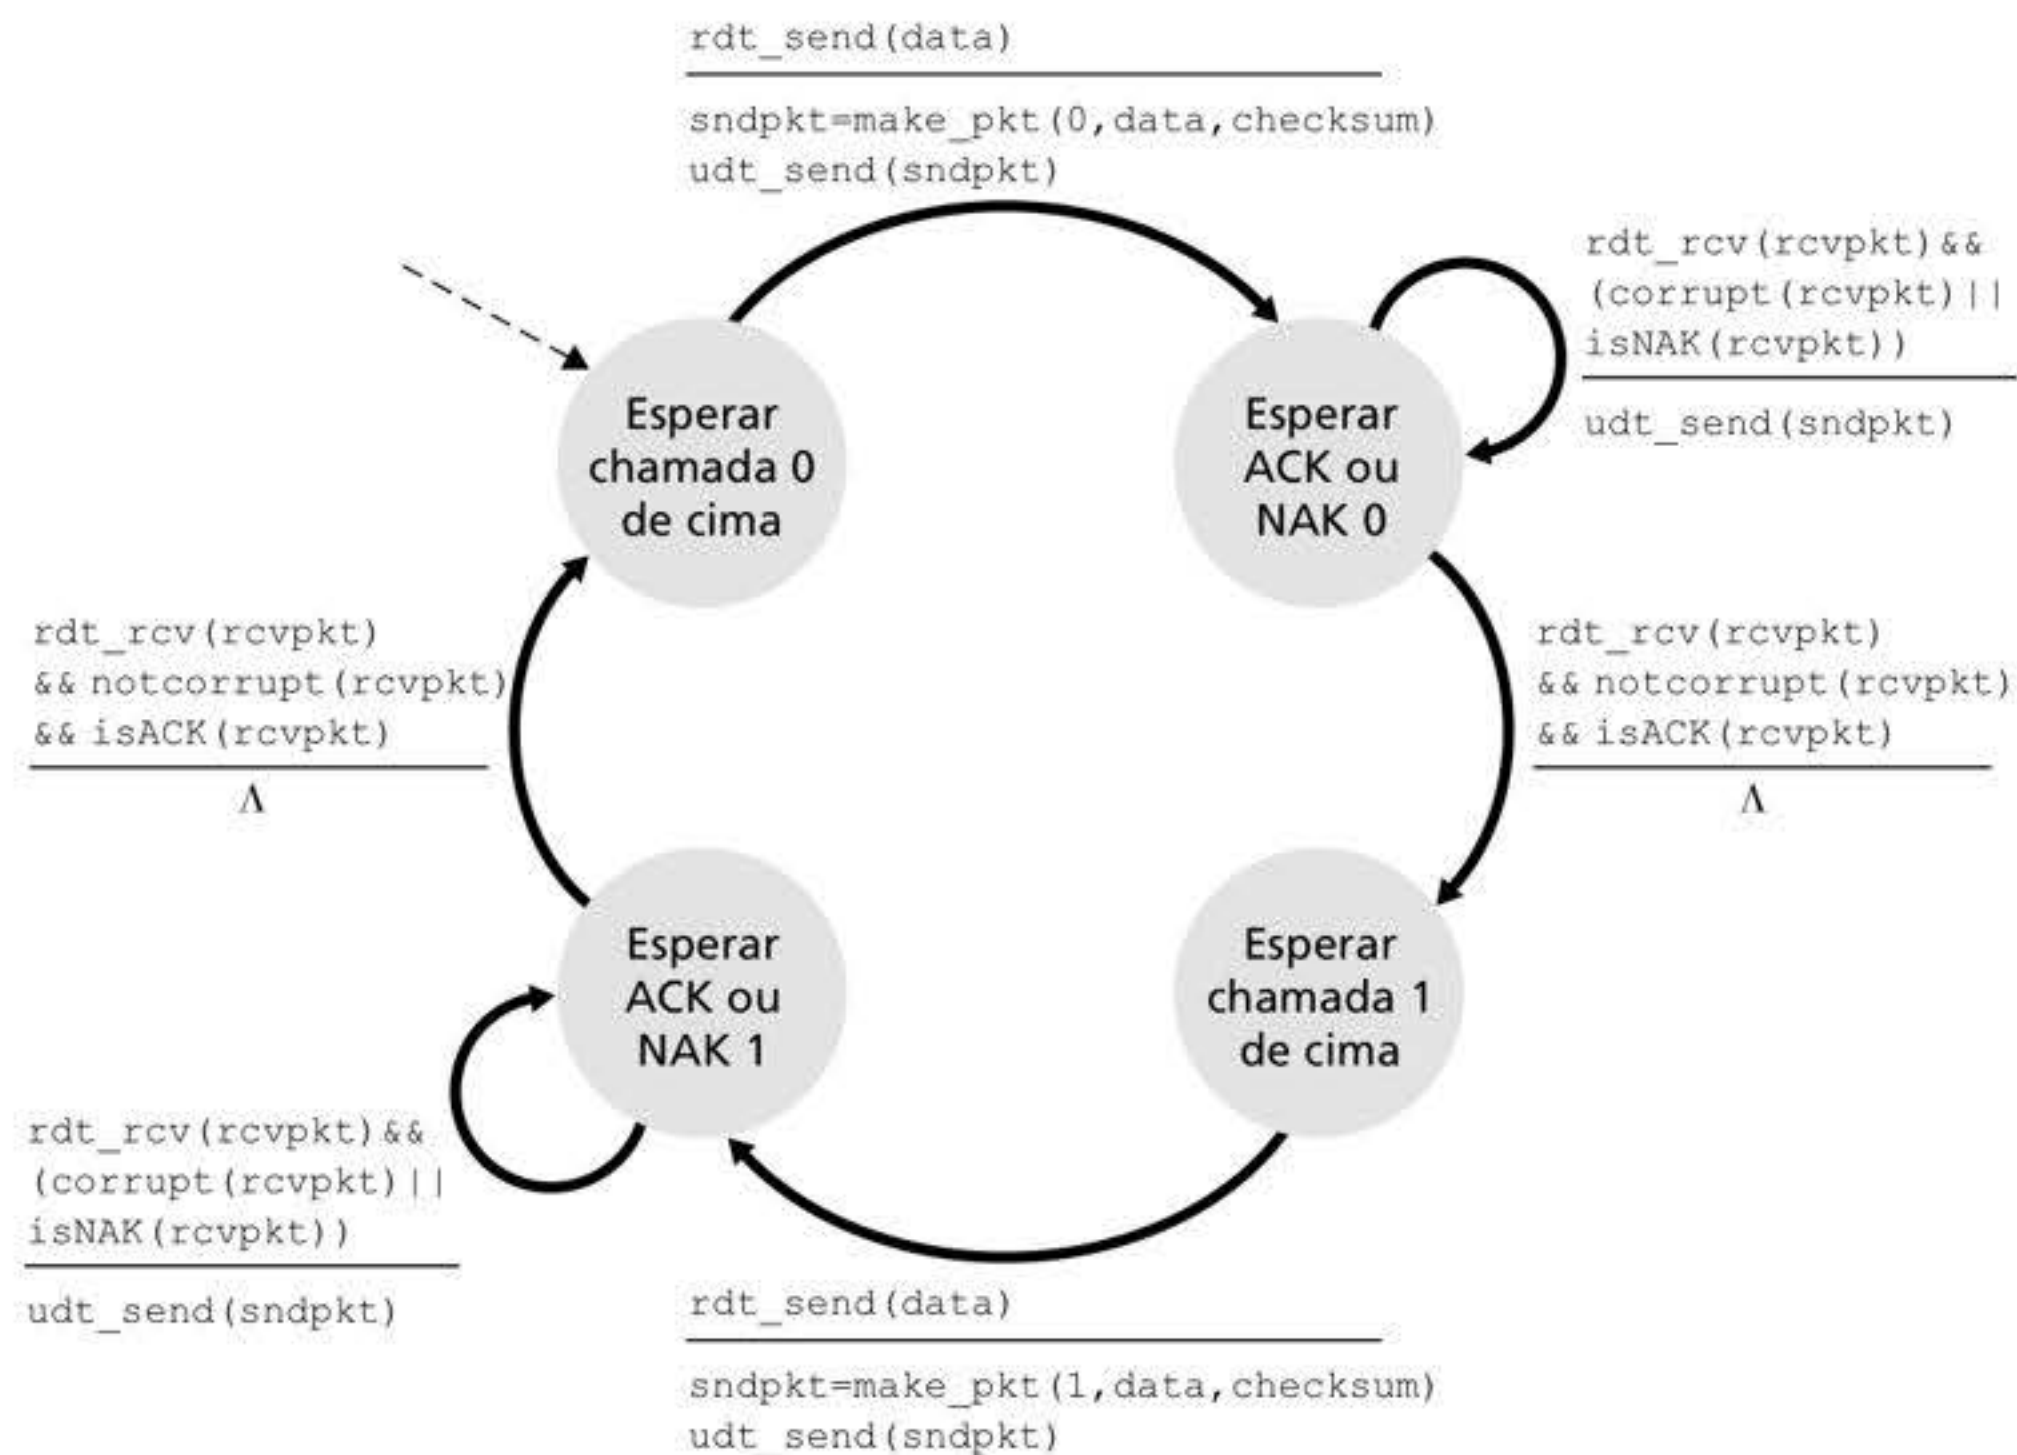 rdt_send(data)
sndpkt=make_pkt(0,data,checksum)
udt_send(sndpkt)
rdt_rcv(rcvpkt)&&
(corrupt(rcvpkt)||
isNAK(rcvpkt))
udt_send(sndpkt)
Esperar
chamada 0
de cima
Esperar
ACK ou
NAK 0
rdt_rcv(rcvpkt)
&& notcorrupt(rcvpkt)
&& isACK(rcvpkt)
Λ
rdt_rcv(rcvpkt)
&& notcorrupt(rcvpkt)
&& isACK(rcvpkt)
Λ
Esperar
ACK ou
NAK 1
Esperar
chamada 1
de cima
rdt_rcv(rcvpkt)&&
(corrupt(rcvpkt)||
isNAK(rcvpkt))
udt_send(sndpkt)
rdt_send(data)
sndpkt=make_pkt(1,data,checksum)
udt_send(sndpkt)